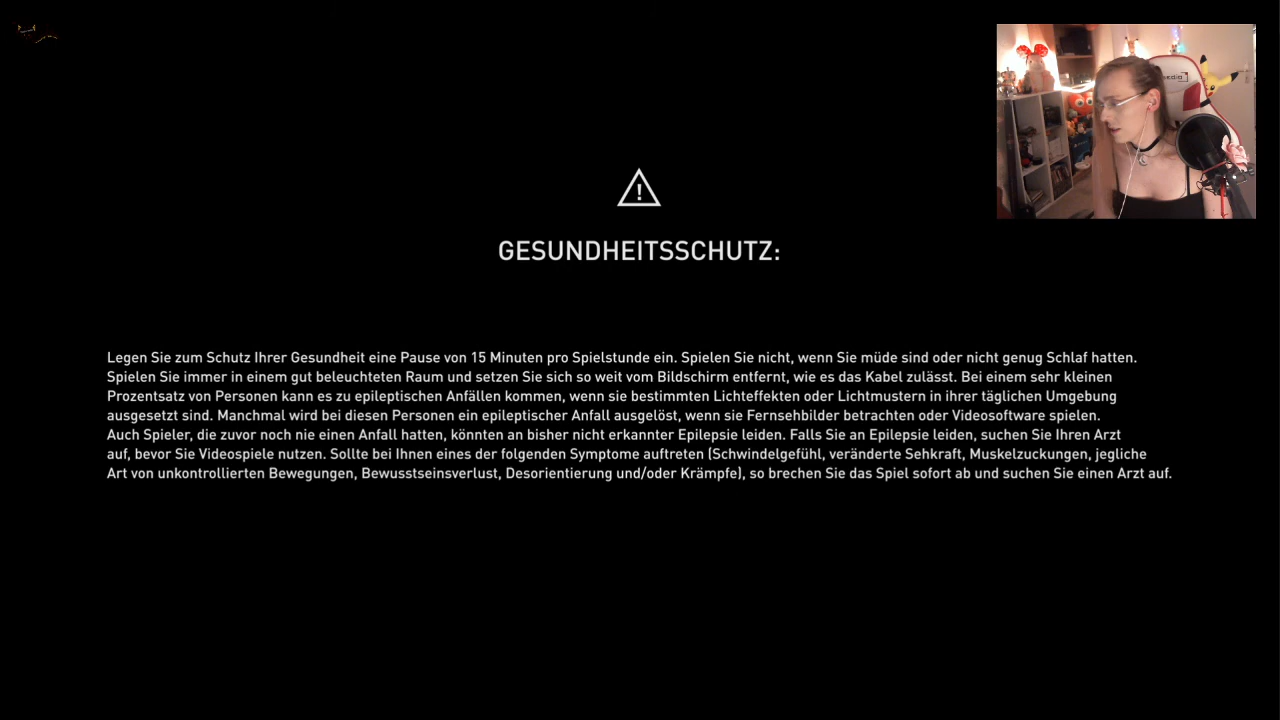 GESUNDHEITSSCHUTZ:
Legen Sie zum Schutz Ihrer Gesundheit eine Pause von 15 Minuten pro Spielstunde ein. Spielen Sie nicht, wenn Sie müde sind oder nicht genug Schlaf hatten.
Spielen Sie immer in einem gut beleuchteten Raum und setzen Sie sich so weit vom Bildschirm entfernt, wie es das Kabel zulässt. Bei einem sehr kleinen
Prozentsatz von Personen kann es zu epileptischen Anfällen kommen, wenn sie bestimmten Lichteffekten oder Lichtmustern in ihrer täglichen Umgebung
ausgesetzt sind. Manchmal wird bei diesen Personen ein epileptischer Anfall ausgelöst, wenn sie Fernsehbilder betrachten oder Videosoftware spielen.
Auch Spieler, die zuvor noch nie einen Anfall hatten, könnten an bisher nicht erkannter Epilepsie leiden. Falls Sie an Epilepsie leiden, suchen Sie Ihren Arzt
auf, bevor Sie Videospiele nutzen. Sollte bei Ihnen eines der folgenden Symptome auftreten (Schwindelgefühl, veränderte Sehkraft, Muskelzuckungen, jegliche
Art von unkontrollierten Bewegungen, Bewusstseinsverlust, Desorientierung und/oder Krämpfe), so brechen Sie das Spiel sofort ab und suchen Sie einen Arzt auf.